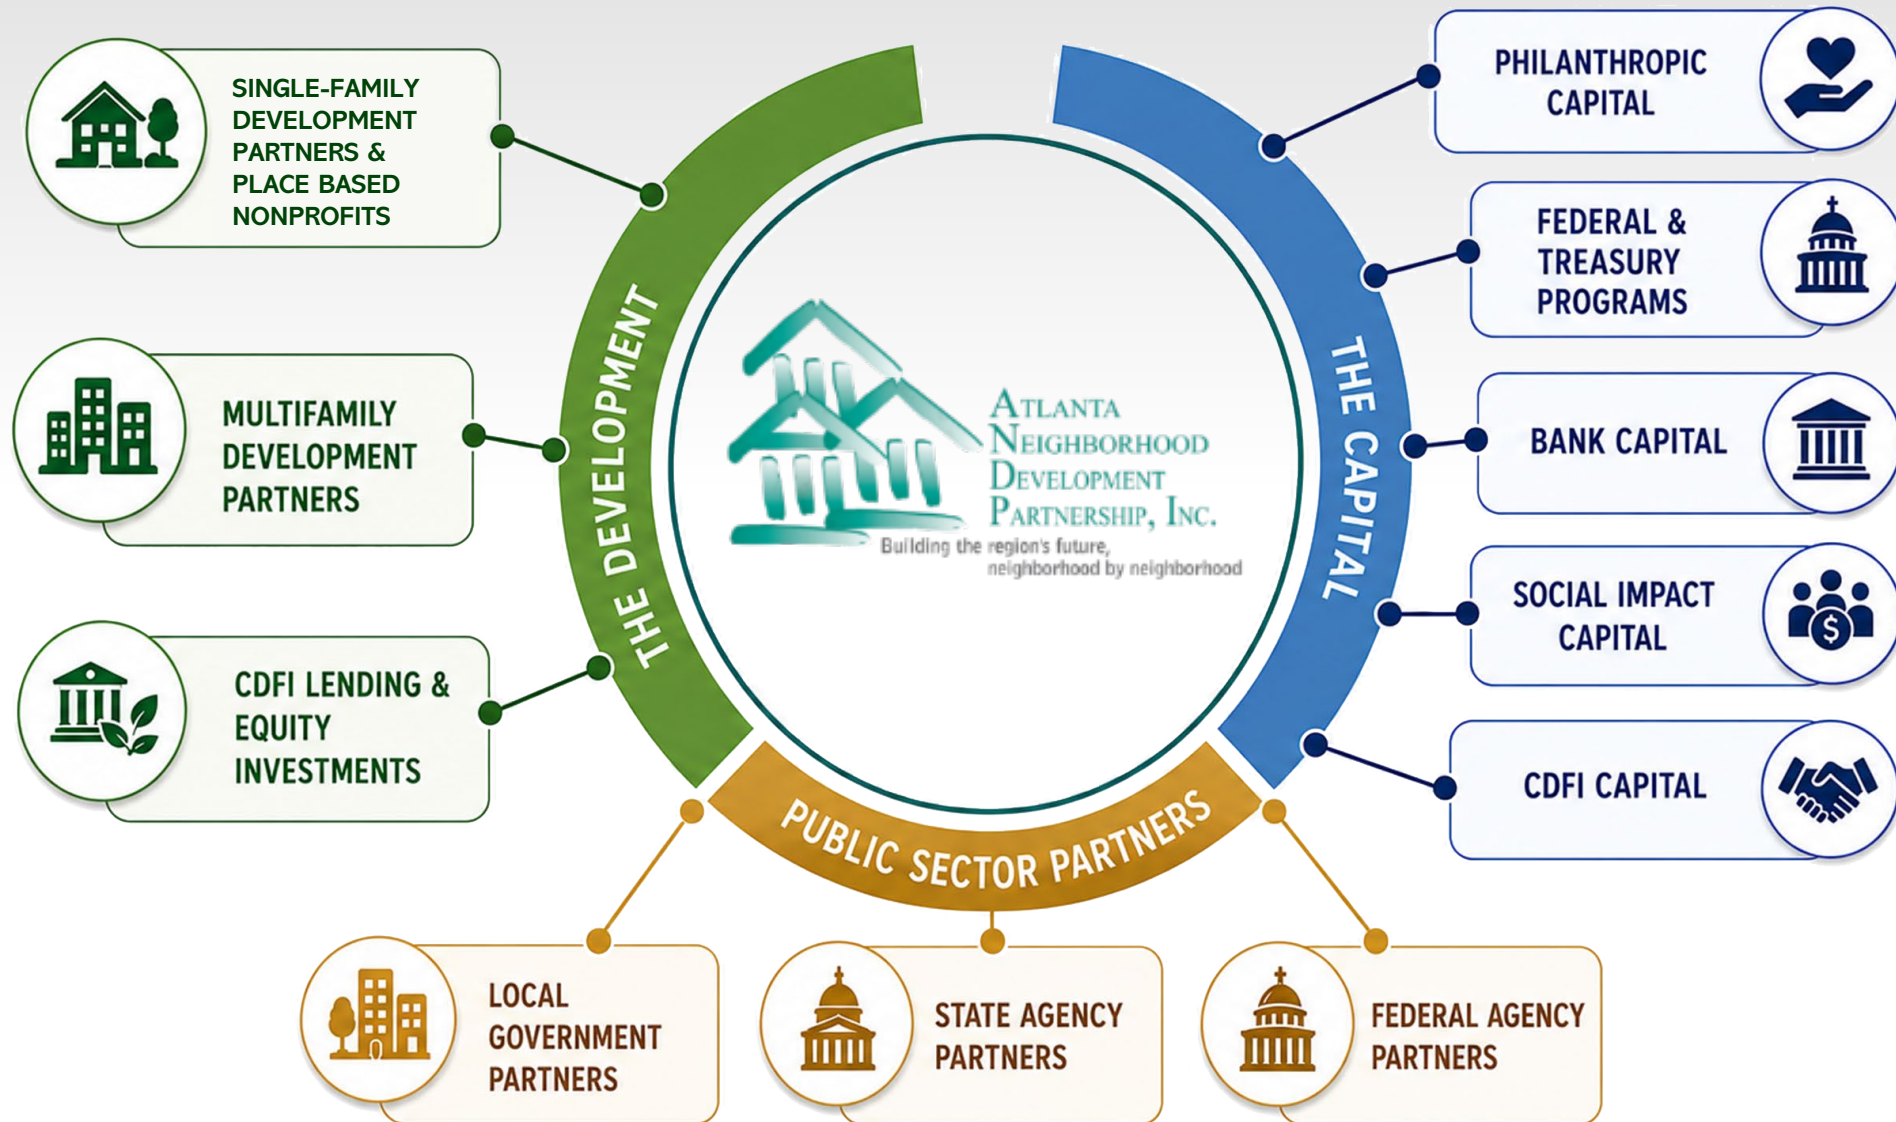 SINGLE-FAMILY
DEVELOPMENT
PARTNERS &
PLACE BASED
NONPROFITS
MULTIFAMILY
DEVELOPMENT
PARTNERS
CDFI LENDING &
EQUITY
INVESTMENTS
THE DEVELOPMENT
ATLANTA
NEIGHBORHOOD
DEVELOPMENT
PARTNERSHIP, INC.
Building the region's future,
neighborhood by neighborhood
THE CAPITAL
PHILANTHROPIC
CAPITAL
FEDERAL &
TREASURY
PROGRAMS
BANK CAPITAL
SOCIAL IMPACT
CAPITAL
$
CDFI CAPITAL
PUBLIC SECTOR PARTNERS
LOCAL
GOVERNMENT
PARTNERS
STATE AGENCY
PARTNERS
FEDERAL AGENCY
PARTNERS